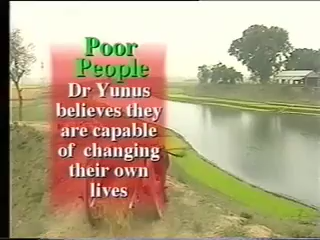 Poor
People
Dr Yunus
believes they
are capable
of changing
their own
lives